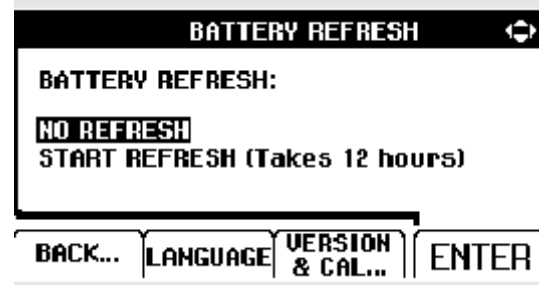 BATTERY REFRESH
BATTERY REFRESH:
NO REFRESH
START REFRESH (Takes 12 hours)
BACK...
LANGUAGE
VERSION
& CAL...
ENTER